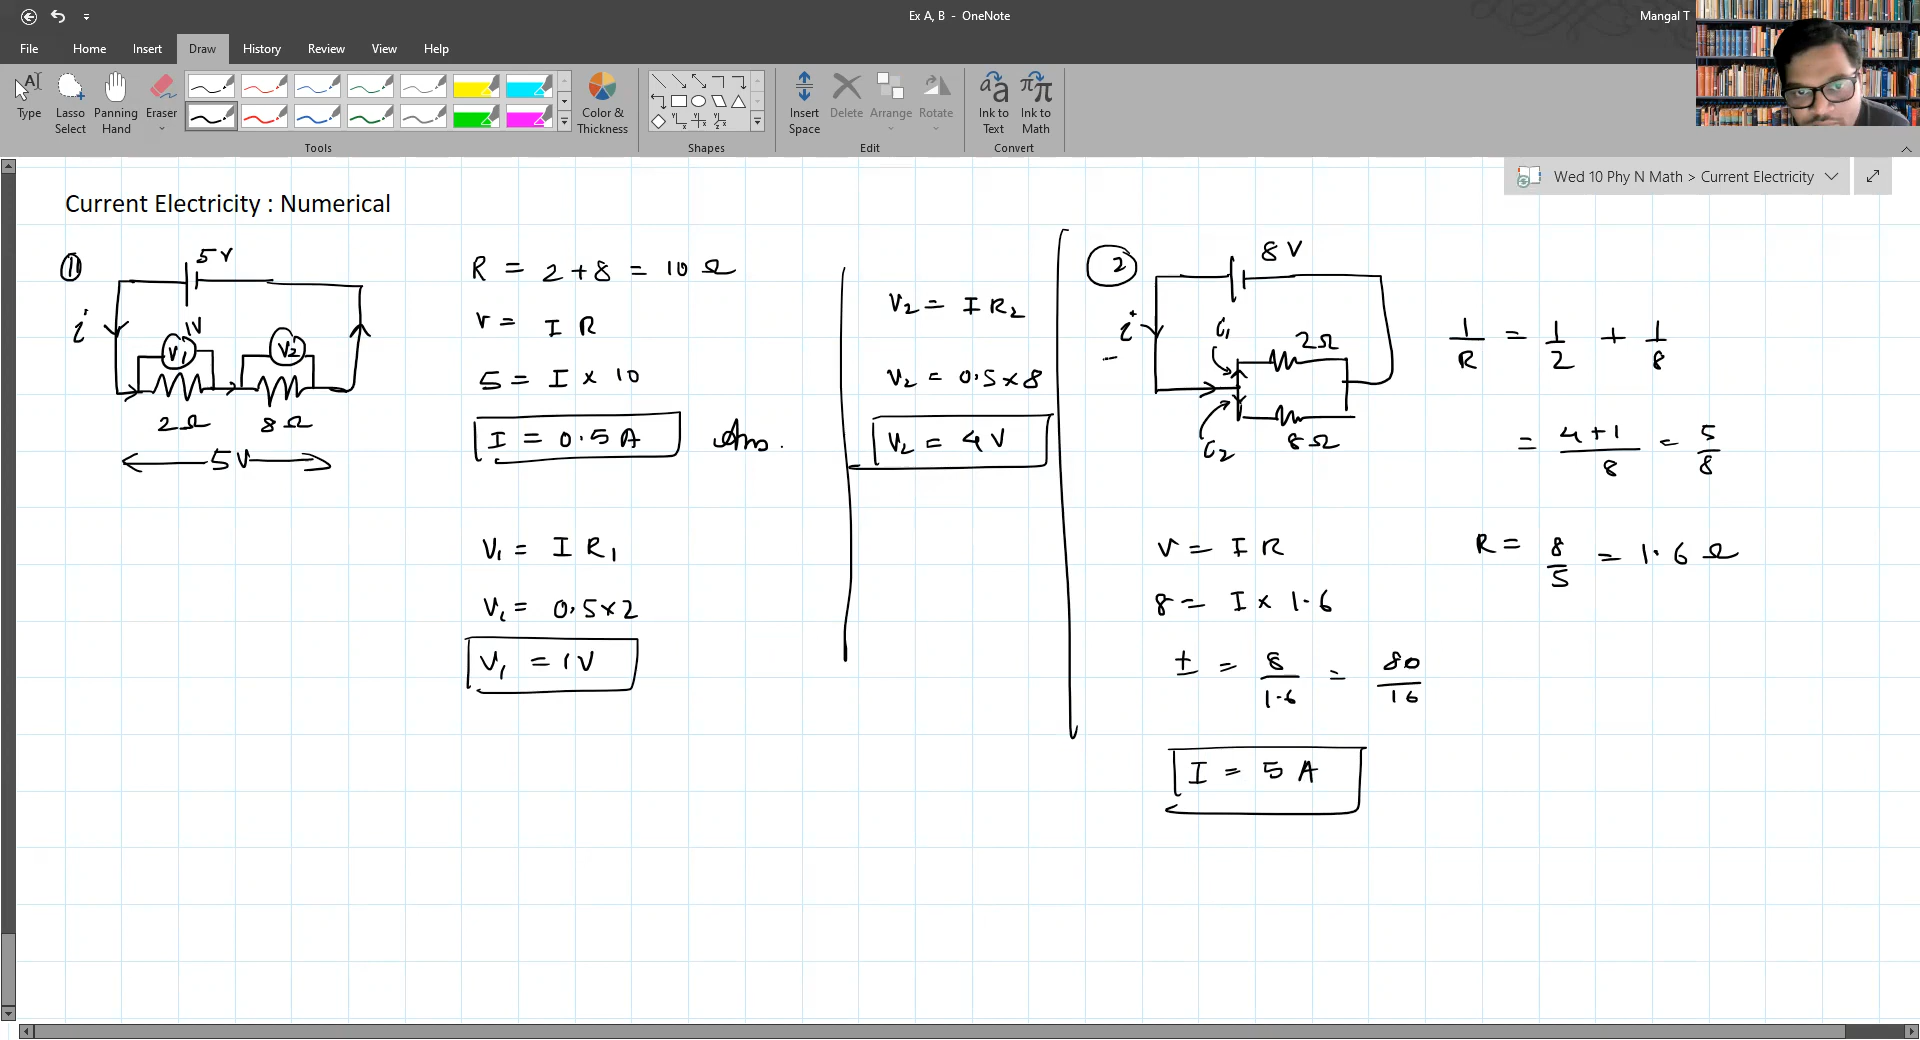 Ex A, B - OneNote
Mangal T
File Home Insert Draw History Review View Help
Type
Lasso Select
Panning Hand
Eraser
Color & Thickness
Insert Space
Delete
Arrange
Rotate
Ink to Text
Ink to Math
Tools
Shapes
Edit
Convert
Wed 10 Phy N Math > Current Electricity
Current Electricity : Numerical
1
5V
i
1V
V1
V2
2Ω
8Ω
5V
R = 2 + 8 = 10 Ω
V = I R
5 = I × 10
I = 0.5 A Ans.
V₁ = I R₁
V₁ = 0.5×2
V₁ = 1V
V₂ = I R₂
V₂ = 0.5×8
V₂ = 4 V
2
8 V
i
2Ω
8Ω
1/R = 1/2 + 1/8
= 4+1/8 = 5/8
R = 8/5 = 1.6 Ω
V = I R
8 = I × 1.6
I = 8/1.6 = 80/16
I = 5 A